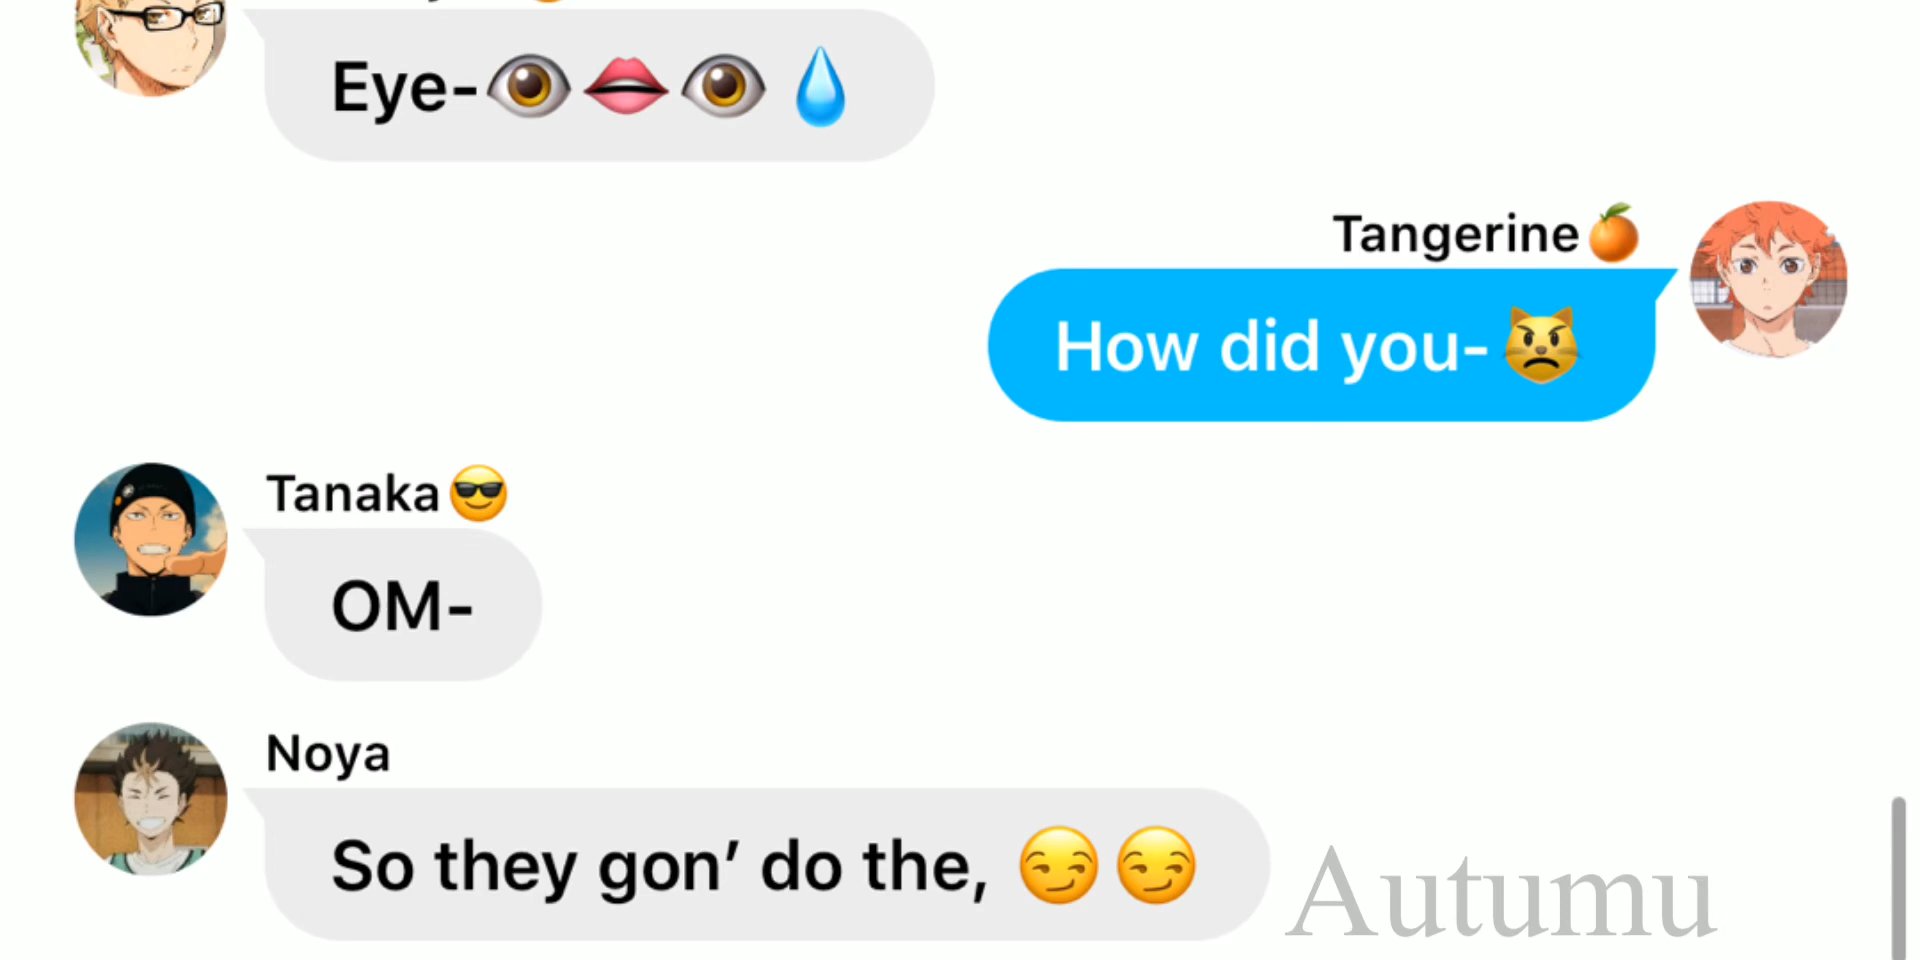 Eye-👁👄👁💧
Tangerine🍊
How did you-😾
Tanaka😎
OM-
Noya
So they gon’ do the, 😏😏
Autumu